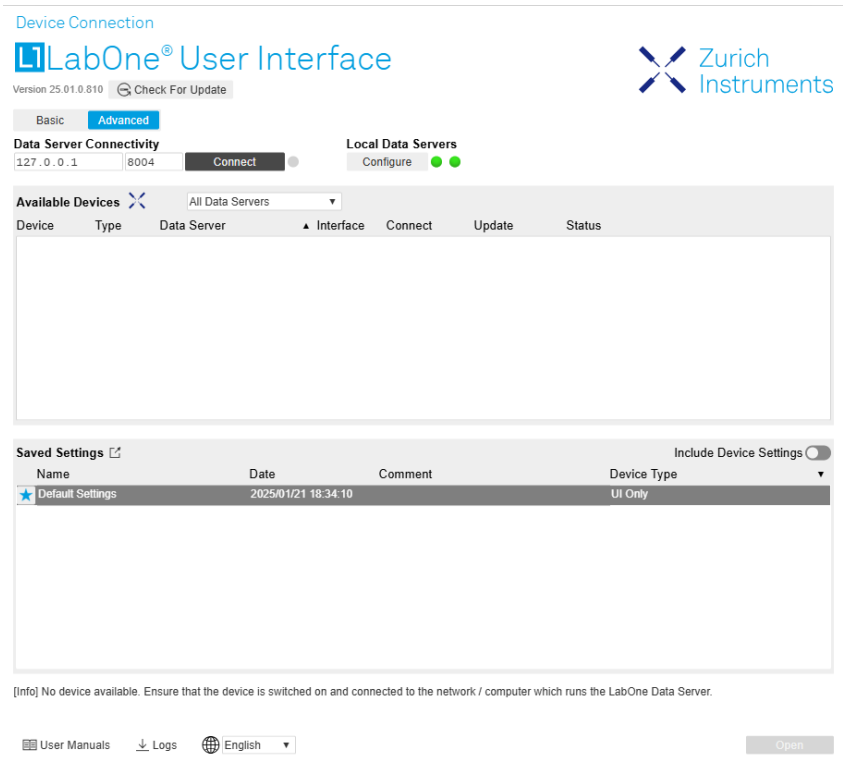 Device Connection
L1 LabOne® User Interface
Zurich
Instruments
Version 25.01.0.810 Check For Update
Basic Advanced
Data Server Connectivity Local Data Servers
127.0.0.1 8004 Connect Configure
Available Devices All Data Servers ▼
Device Type Data Server ▲ Interface Connect Update Status
Saved Settings Include Device Settings
Name Date Comment Device Type ▼
★ Default Settings 2025/01/21 18:34:10 UI Only
[Info] No device available. Ensure that the device is switched on and connected to the network / computer which runs the LabOne Data Server.
User Manuals Logs English ▼ Open